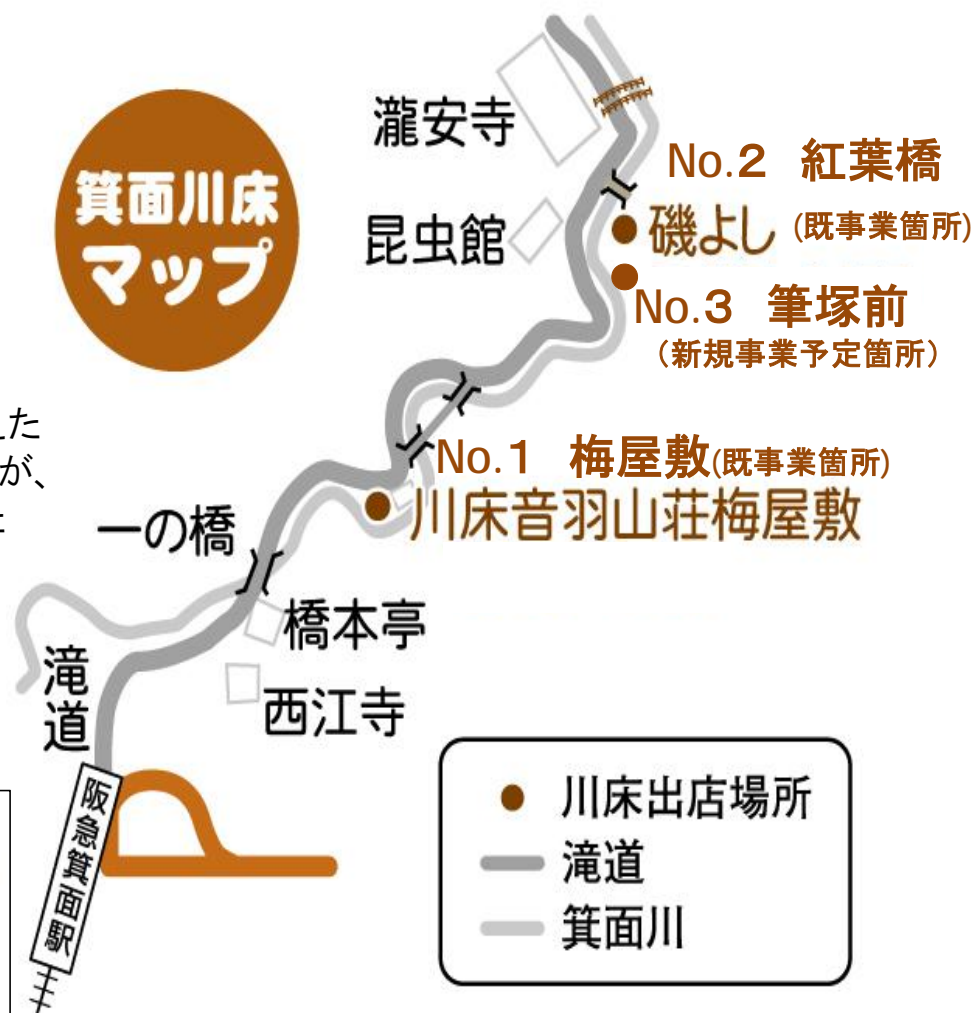 箕面川床
マップ
瀧安寺
No.2 紅葉橋
昆虫館
磯よし (既事業箇所)
No.3 筆塚前
(新規事業予定箇所)
た
が、
No.1 梅屋敷(既事業箇所)
川床音羽山荘梅屋敷
一の橋
橋本亭
西江寺
滝道
阪急箕面駅
川床出店場所
滝道
箕面川